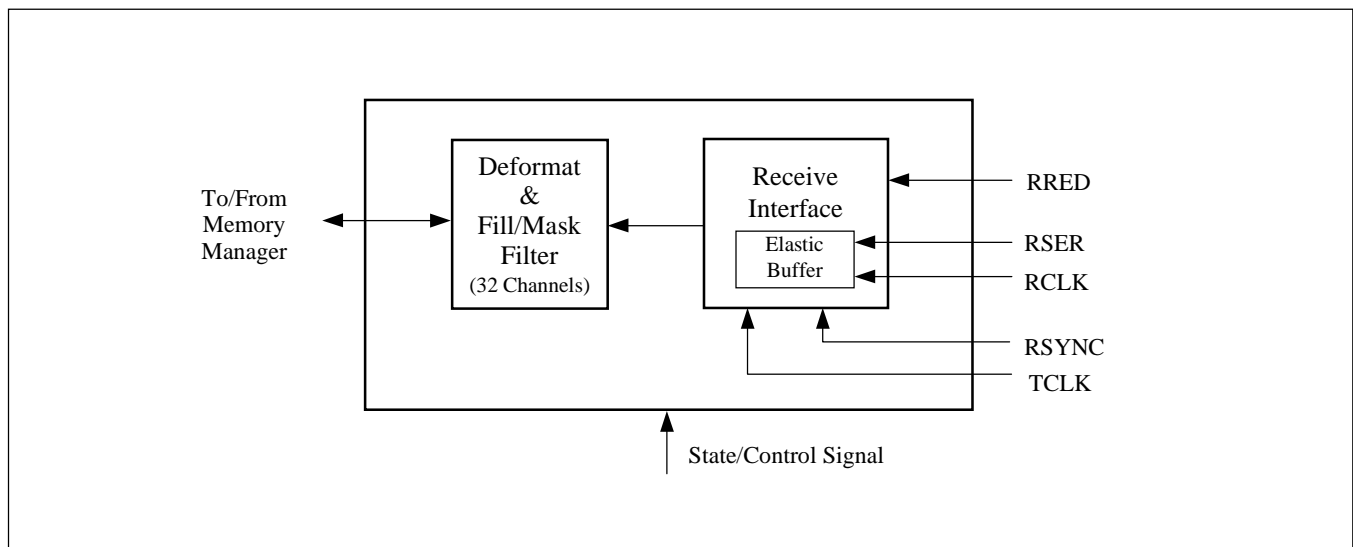 To/From
Memory
Manager
Deformat
&
Fill/Mask
Filter
(32 Channels)
Receive
Interface
Elastic
Buffer
RRED
RSER
RCLK
RSYNC
TCLK
State/Control Signal